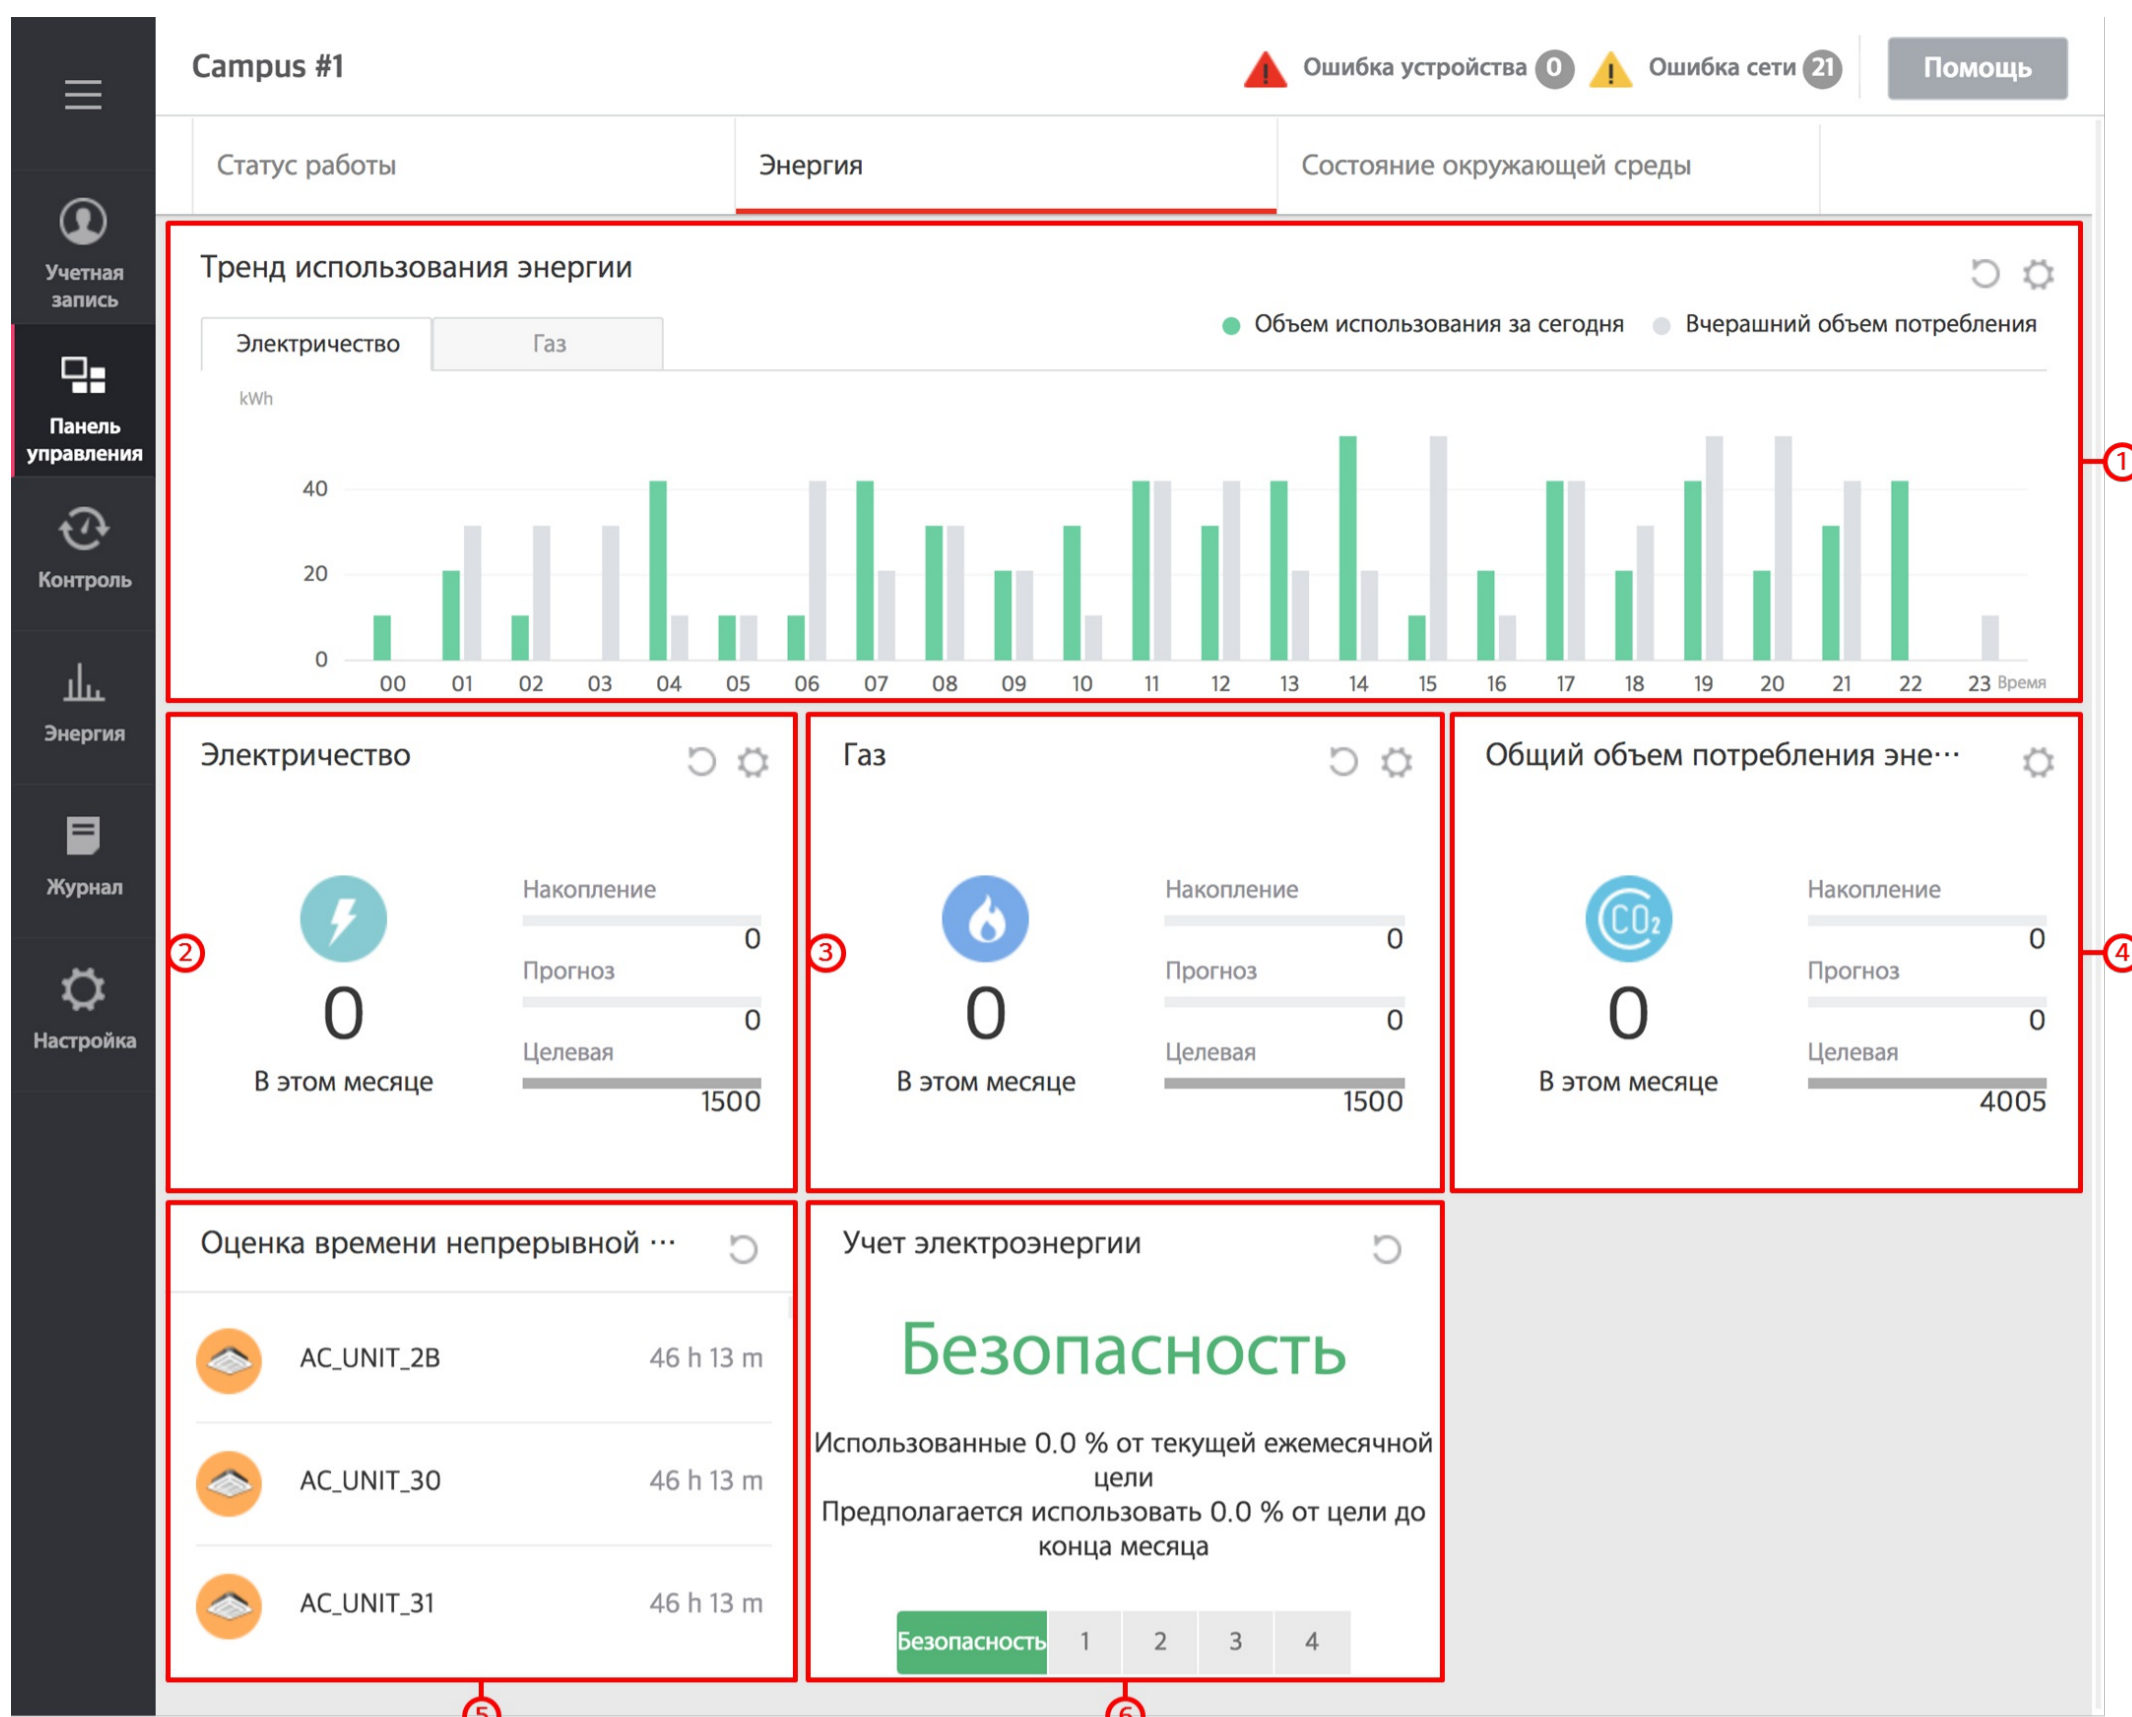 Campus #1
Ошибка устройства 0
Ошибка сети 21
Помощь
Статус работы
Энергия
Состояние окружающей среды
Учетная
запись
Панель
управления
Контроль
Энергия
Журнал
Настройка
Тренд использования энергии
Объем использования за сегодня
Вчерашний объем потребления
Электричество
Газ
kWh
40
20
0
00 01 02 03 04 05 06 07 08 09 10 11 12 13 14 15 16 17 18 19 20 21 22 23 Время
1
Электричество
Накопление
0
Прогноз
0
Целевая
1500
0
В этом месяце
2
Газ
Накопление
0
Прогноз
0
Целевая
1500
0
В этом месяце
3
Общий объем потребления эне···
CO2
Накопление
0
Прогноз
0
Целевая
4005
0
В этом месяце
4
Оценка времени непрерывной ···
AC_UNIT_2B 46 h 13 m
AC_UNIT_30 46 h 13 m
AC_UNIT_31 46 h 13 m
5
Учет электроэнергии
Безопасность
Использованные 0.0 % от текущей ежемесячной
цели
Предполагается использовать 0.0 % от цели до
конца месяца
Безопасность 1 2 3 4
6